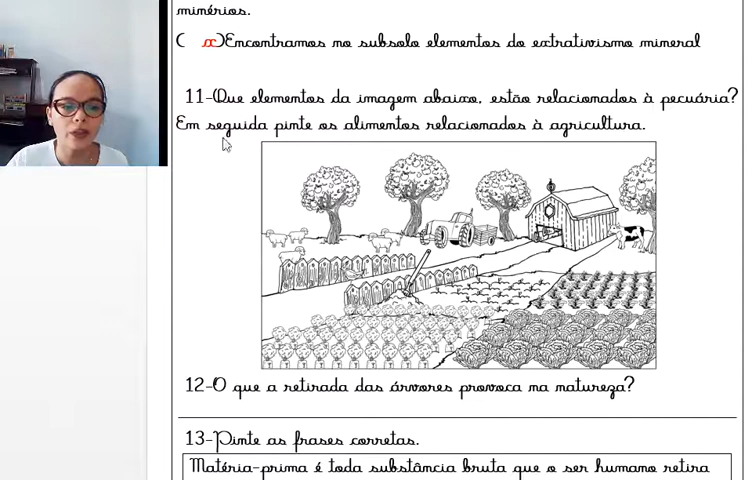 minérios.
( x)Encontramos no subsolo elementos do extrativismo mineral
11-Que elementos da imagem abaixo, estão relacionados à pecuária?
Em seguida pinte os alimentos relacionados à agricultura.
12-O que a retirada das árvores provoca na natureza?
13-Pinte as frases corretas.
Matéria-prima é toda substância bruta que o ser humano retira